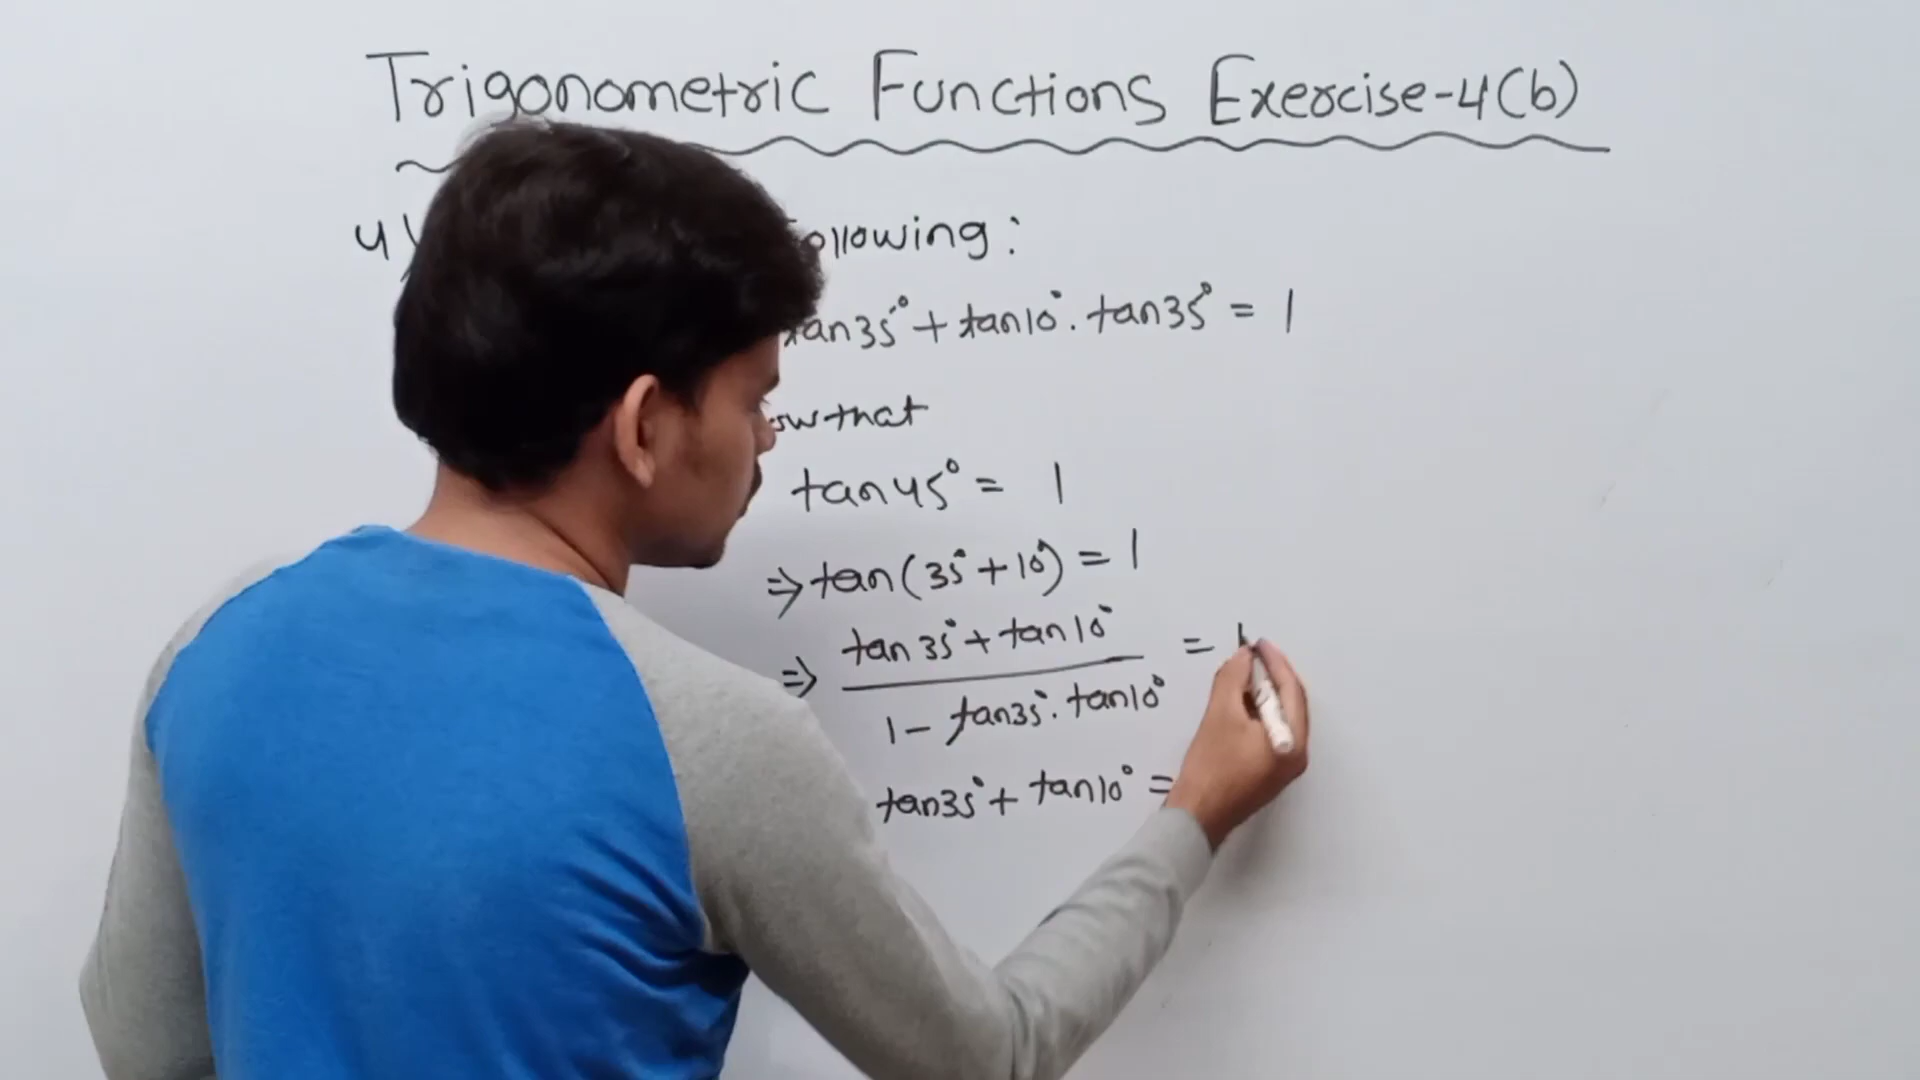 Trigonometric Functions Exercise-4(b)
4) following:
tan35° + tan10°. tan35° = 1
that
tan45° = 1
⇒ tan(35° + 10°) = 1
⇒ tan35° + tan10° / 1 - tan35°. tan10° = 1
tan35° + tan10° =